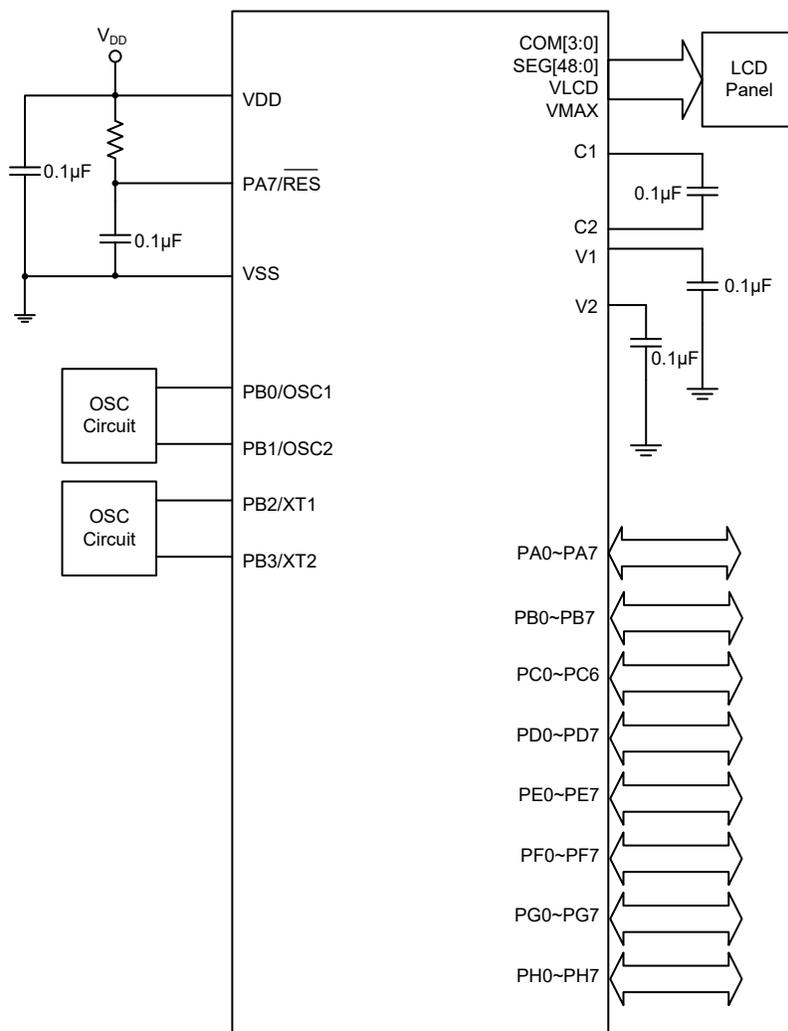 VDD
VDD
0.1µF
PA7/RES
0.1µF
VSS
OSC
Circuit
PB0/OSC1
PB1/OSC2
OSC
Circuit
PB2/XT1
PB3/XT2
COM[3:0]
SEG[48:0]
VLCD
VMAX
LCD
Panel
C1
0.1µF
C2
V1
0.1µF
V2
0.1µF
PA0~PA7
PB0~PB7
PC0~PC6
PD0~PD7
PE0~PE7
PF0~PF7
PG0~PG7
PH0~PH7